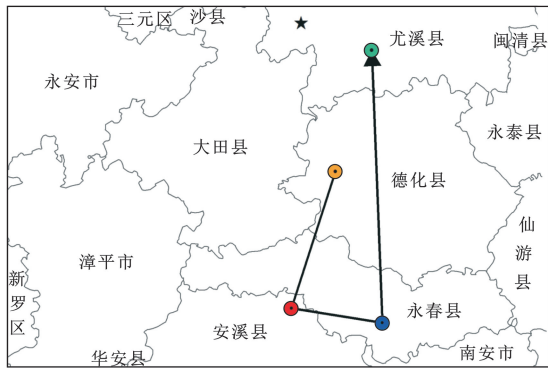 三元区
沙县
尤溪县
闽清县
永安市
永泰县
大田县
德化县
仙游县
漳平市
新罗区
永春县
安溪县
南安市
华安县